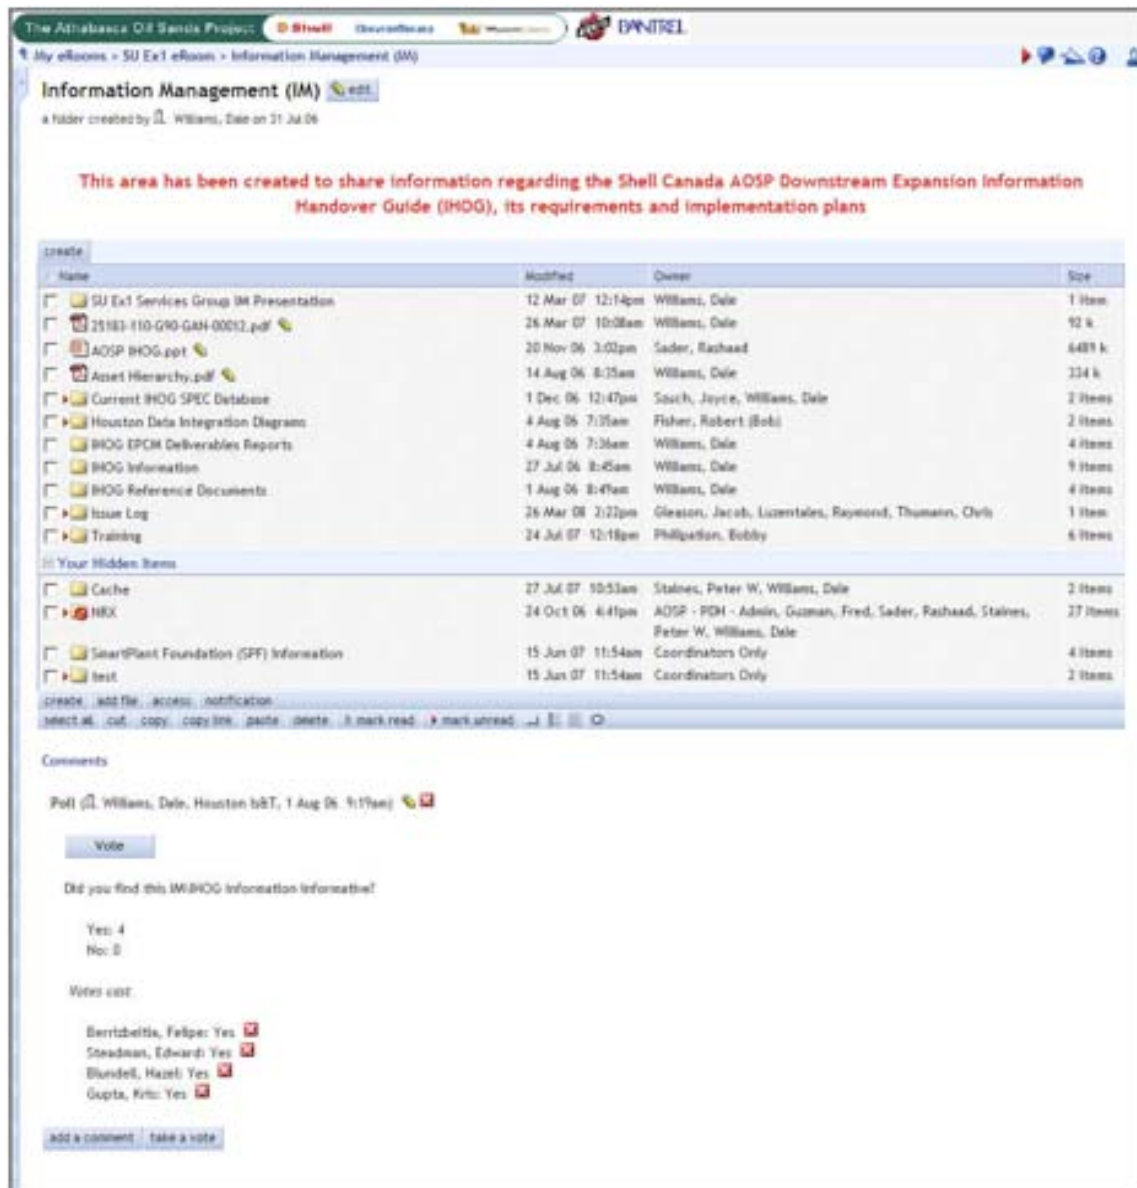 The Athabasca Oil Sands Project Shell BANTREL
My eRooms > SU Ex1 eRoom > Information Management (IM)
Information Management (IM) edit
a folder created by Williams, Dale on 31 Jul 06
This area has been created to share information regarding the Shell Canada AOSP Downstream Expansion Information
Handover Guide (IHOG), its requirements and implementation plans
create
Name Modified Owner Size
SU Ex1 Services Group IM Presentation 12 Mar 07 12:14pm Williams, Dale 1 item
25183-110-G90-GAN-00012.pdf 26 Mar 07 10:08am Williams, Dale 92 k
AOSP IHOG.ppt 20 Nov 06 3:02pm Sader, Rashaad 6489 k
Asset Hierarchy.pdf 14 Aug 06 8:35am Williams, Dale 334 k
Current IHOG SPEC Database 1 Dec 06 12:47pm Souch, Joyce, Williams, Dale 2 items
Houston Data Integration Diagrams 4 Aug 06 7:35am Fisher, Robert (Bob) 2 items
IHOG EPCM Deliverables Reports 4 Aug 06 7:36am Williams, Dale 4 items
IHOG Information 27 Jul 06 8:45am Williams, Dale 9 items
IHOG Reference Documents 1 Aug 06 8:49am Williams, Dale 4 items
Issue Log 26 Mar 08 2:22pm Gleason, Jacob, Luzentales, Raymond, Thumann, Chris 1 item
Training 24 Jul 07 12:18pm Philipation, Bobby 6 items
Your Hidden Items
Cache 27 Jul 07 10:53am Staines, Peter W, Williams, Dale 2 items
NRX 24 Oct 06 4:41pm AOSP - PDH - Admin, Guzman, Fred, Sader, Rashaad, Staines, 27 items
Peter W, Williams, Dale
SmartPlant Foundation (SPF) Information 15 Jun 07 11:54am Coordinators Only 4 items
test 15 Jun 07 11:54am Coordinators Only 2 items
create add file access notification
select all cut copy copy link paste delete mark read mark unread
Comments
Poll (Williams, Dale, Houston IS&T, 1 Aug 06 9:19am)
Vote
Did you find this IM\IHOG Information Informative?
Yes: 4
No: 0
Votes cast
Berrizbeitia, Felipe: Yes
Steadman, Edward: Yes
Blundell, Hazel: Yes
Gupta, Kris: Yes
add a comment take a vote